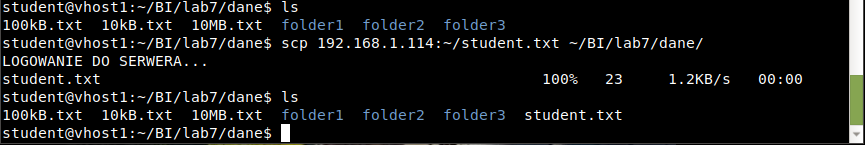 student@vhost1:~/BI/lab7/dane$ ls
100kB.txt  10kB.txt  10MB.txt  folder1  folder2  folder3
student@vhost1:~/BI/lab7/dane$ scp 192.168.1.114:~/student.txt ~/BI/lab7/dane/
LOGOWANIE DO SERWERA...
student.txt                                                   100%   23     1.2KB/s   00:00
student@vhost1:~/BI/lab7/dane$ ls
100kB.txt  10kB.txt  10MB.txt  folder1  folder2  folder3  student.txt
student@vhost1:~/BI/lab7/dane$